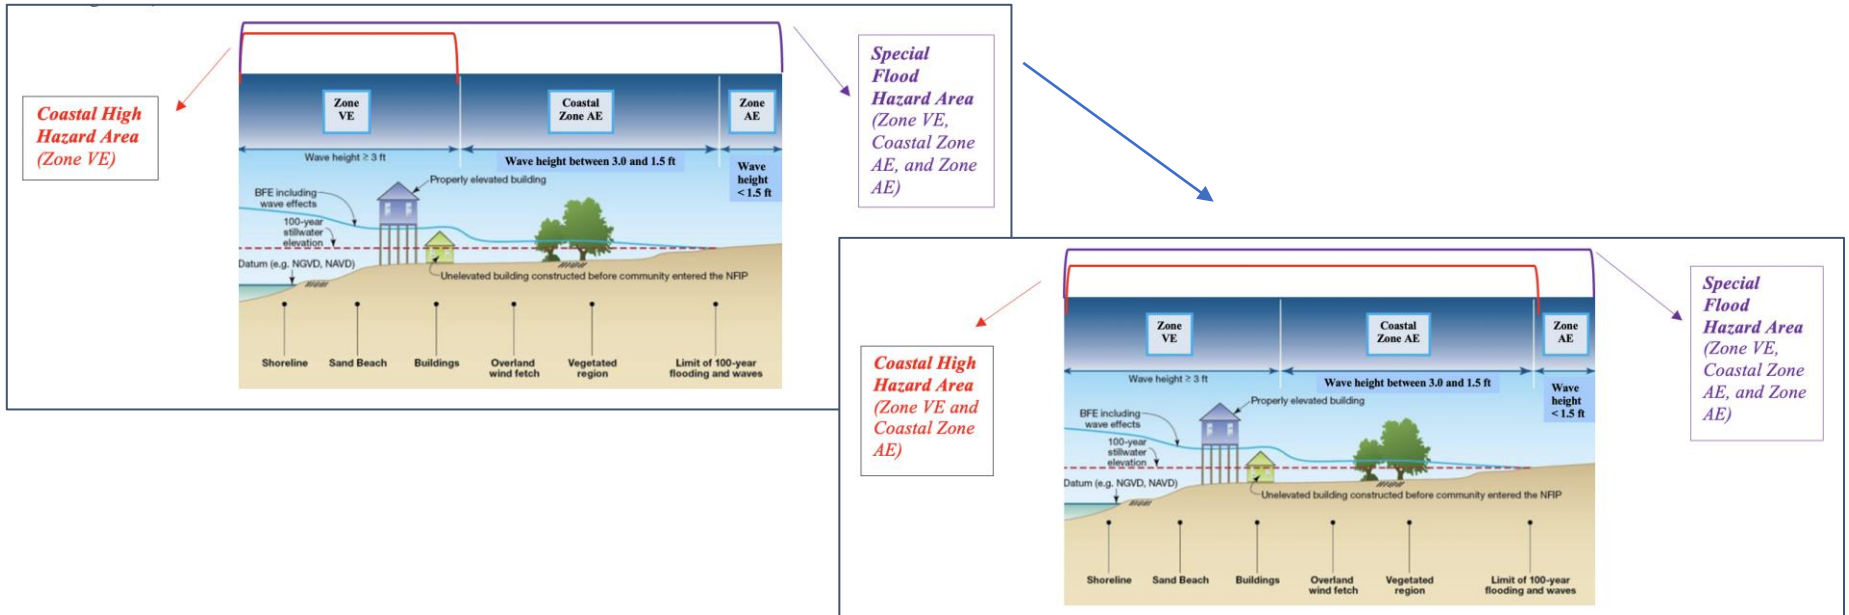 Coastal High
Hazard Area
(Zone VE)
Zone
VE
Coastal
Zone AE
Zone
AE
Special
Flood
Hazard Area
(Zone VE,
Coastal Zone
AE, and Zone
AE)
Wave height ≥ 3 ft
Wave height between 3.0 and 1.5 ft
Wave
height
< 1.5 ft
Properly elevated building
BFE including
wave effects
100-year
stillwater
elevation
Datum (e.g. NGVD, NAVD)
Unelevated building constructed before community entered the NFIP
Shoreline
Sand Beach
Buildings
Overland
wind fetch
Vegetated
region
Limit of 100-year
flooding and waves
Coastal High
Hazard Area
(Zone VE and
Coastal Zone
AE)
Zone
VE
Coastal
Zone AE
Zone
AE
Special
Flood
Hazard Area
(Zone VE,
Coastal Zone
AE, and Zone
AE)
Wave height ≥ 3 ft
Wave height between 3.0 and 1.5 ft
Wave
height
< 1.5 ft
Properly elevated building
BFE including
wave effects
100-year
stillwater
elevation
Datum (e.g. NGVD, NAVD)
Unelevated building constructed before community entered the NFIP
Shoreline
Sand Beach
Buildings
Overland
wind fetch
Vegetated
region
Limit of 100-year
flooding and waves